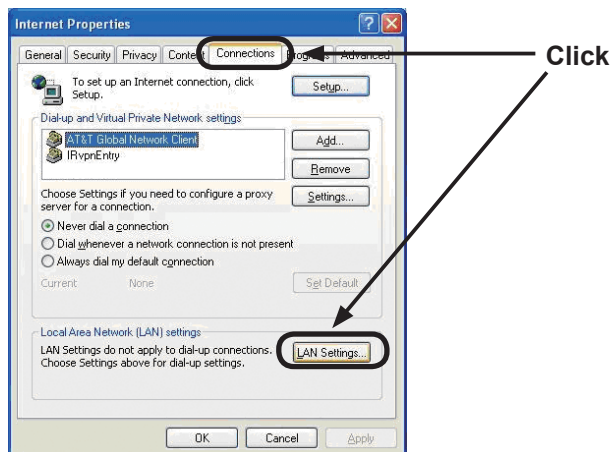 Internet Properties
General Security Privacy Content Connections Programs Advanced
Click
To set up an Internet connection, click
Setup.
Setup...
Dial-up and Virtual Private Network settings
AT&T Global Network Client
IRvpnEntry
Add...
Remove
Choose Settings if you need to configure a proxy
server for a connection.
Settings...
Never dial a connection
Dial whenever a network connection is not present
Always dial my default connection
Current None
Set Default
Local Area Network (LAN) settings
LAN Settings do not apply to dial-up connections.
Choose Settings above for dial-up settings.
LAN Settings...
OK Cancel Apply